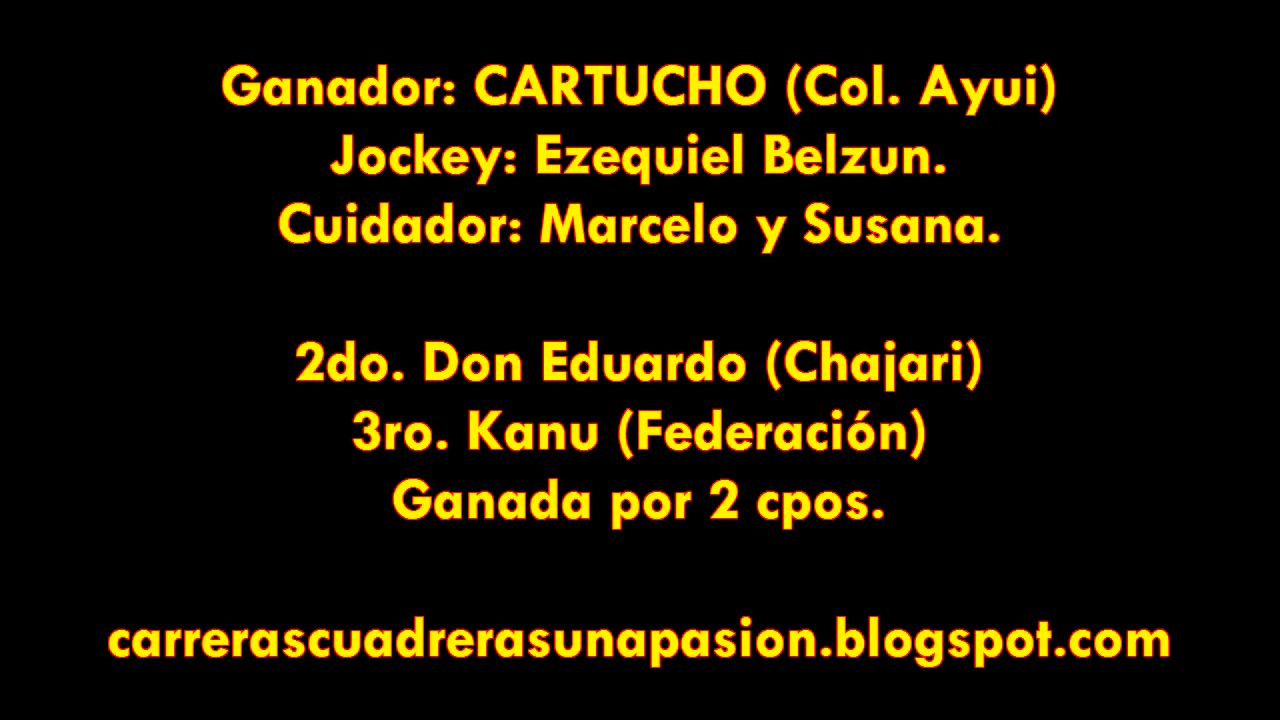 Ganador: CARTUCHO (Col. Ayui)
Jockey: Ezequiel Belzun.
Cuidador: Marcelo y Susana.
2do. Don Eduardo (Chajari)
3ro. Kanu (Federación)
Ganada por 2 cpos.
carrerascuadrerasunapasion.blogspot.com